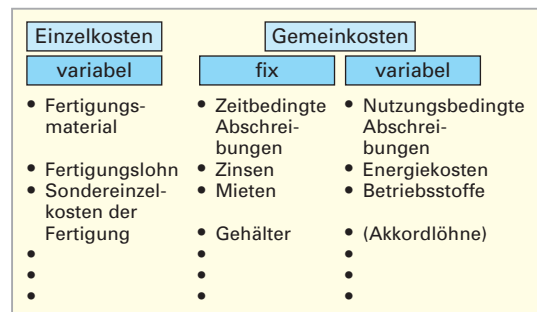 Einzelkosten Gemeinkosten
variabel fix variabel
• Fertigungs-
material
• Fertigungslohn
• Sondereinzel-
kosten der
Fertigung
•
•
•
• Zeitbedingte
Abschrei-
bungen
• Zinsen
• Mieten
• Gehälter
•
•
•
• Nutzungsbedingte
Abschrei-
bungen
• Energiekosten
• Betriebsstoffe
• (Akkordlöhne)
•
•
•